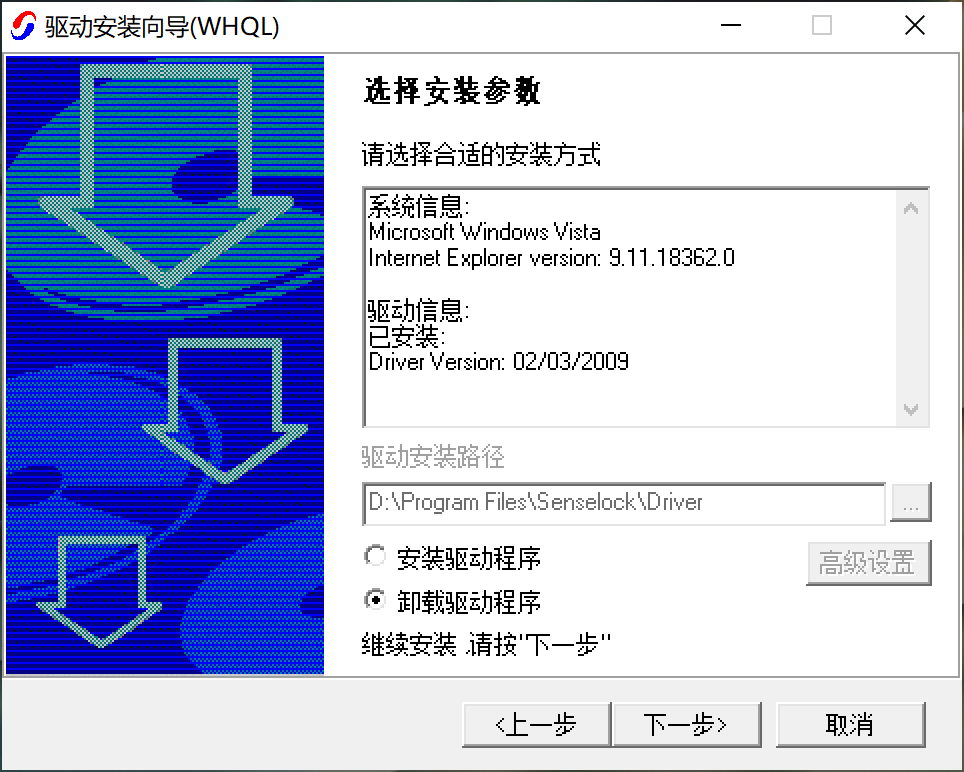 驱动安装向导(WHQL)
选择安装参数
请选择合适的安装方式
系统信息:
Microsoft Windows Vista
Internet Explorer version: 9.11.18362.0
驱动信息:
已安装:
Driver Version: 02/03/2009
驱动安装路径
D:\Program Files\Senselock\Driver
...
安装驱动程序
高级设置
卸载驱动程序
继续安装 ,请按"下一步"
<上一步
下一步>
取消